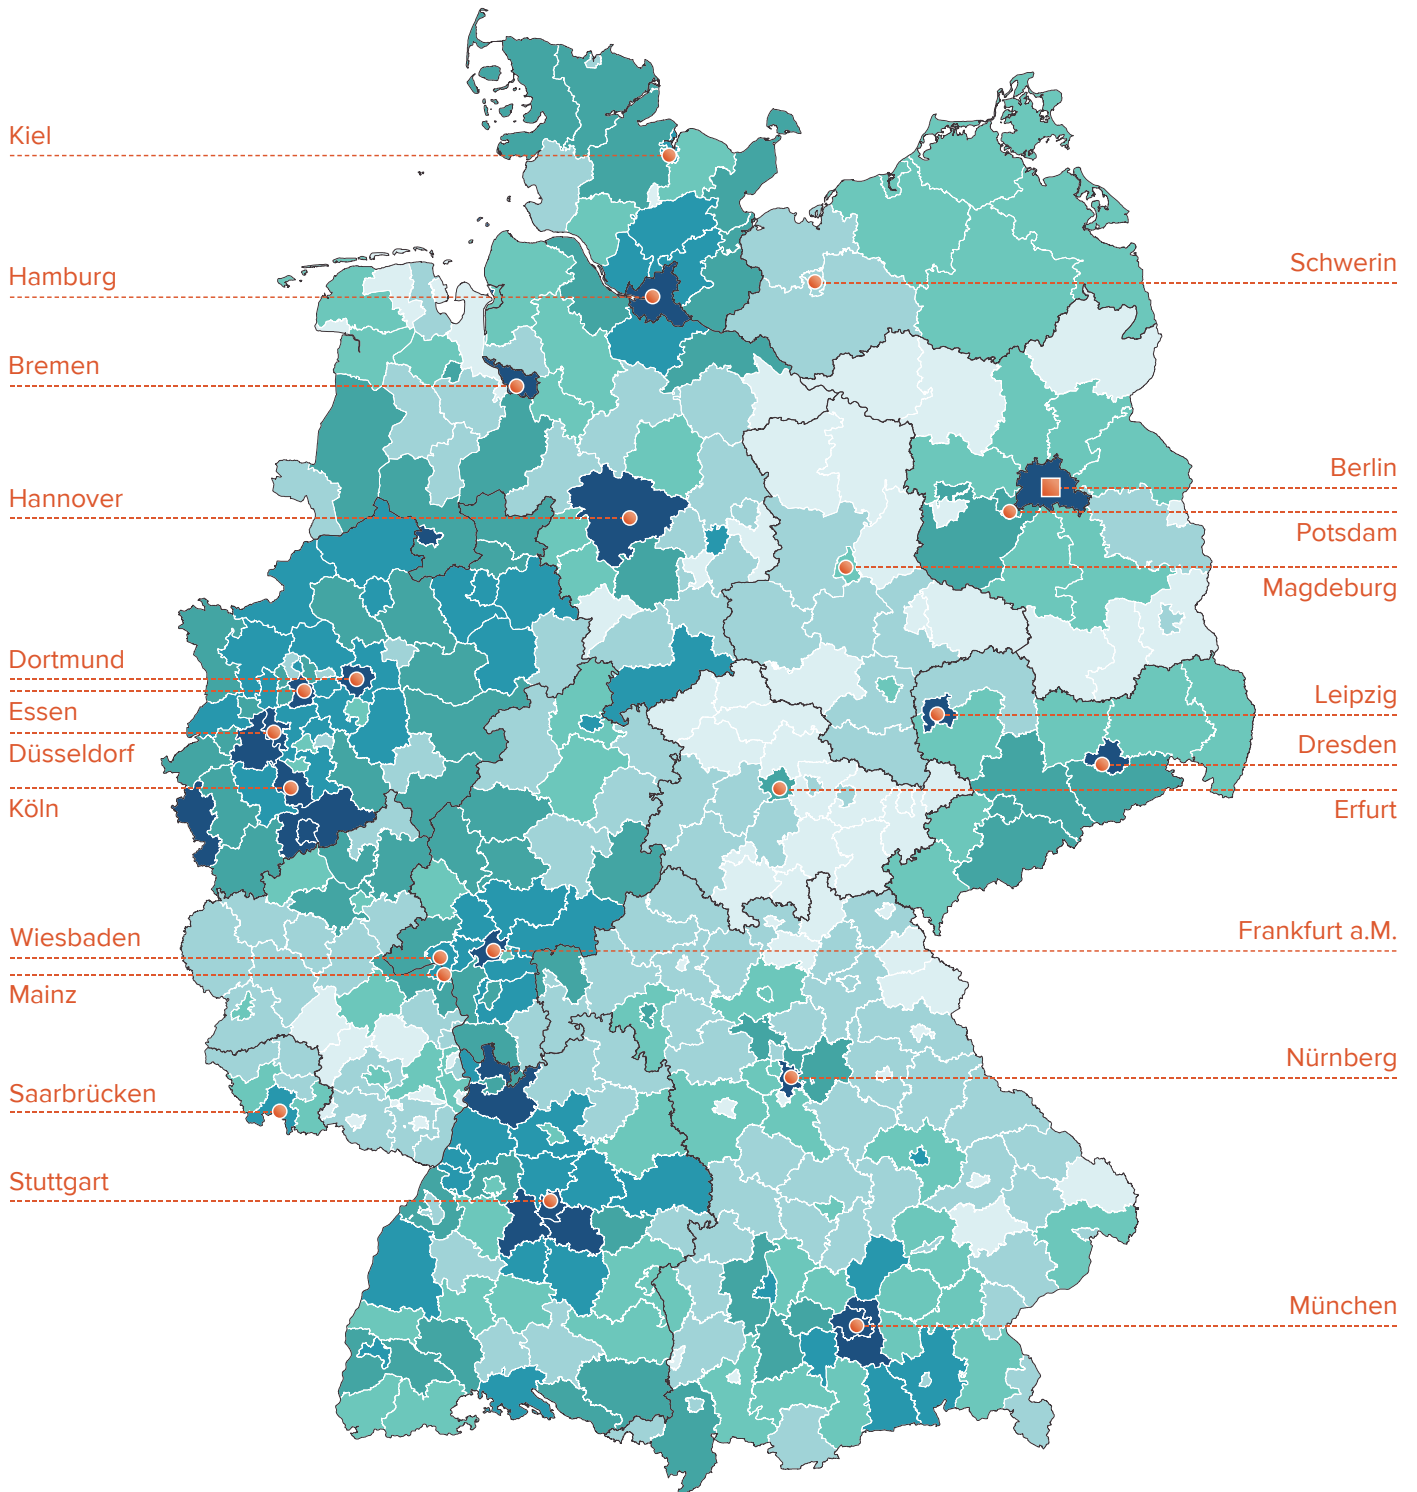 Kiel
Hamburg
Bremen
Hannover
Dortmund
Essen
Düsseldorf
Köln
Wiesbaden
Mainz
Saarbrücken
Stuttgart
Schwerin
Berlin
Potsdam
Magdeburg
Leipzig
Dresden
Erfurt
Frankfurt a.M.
Nürnberg
München